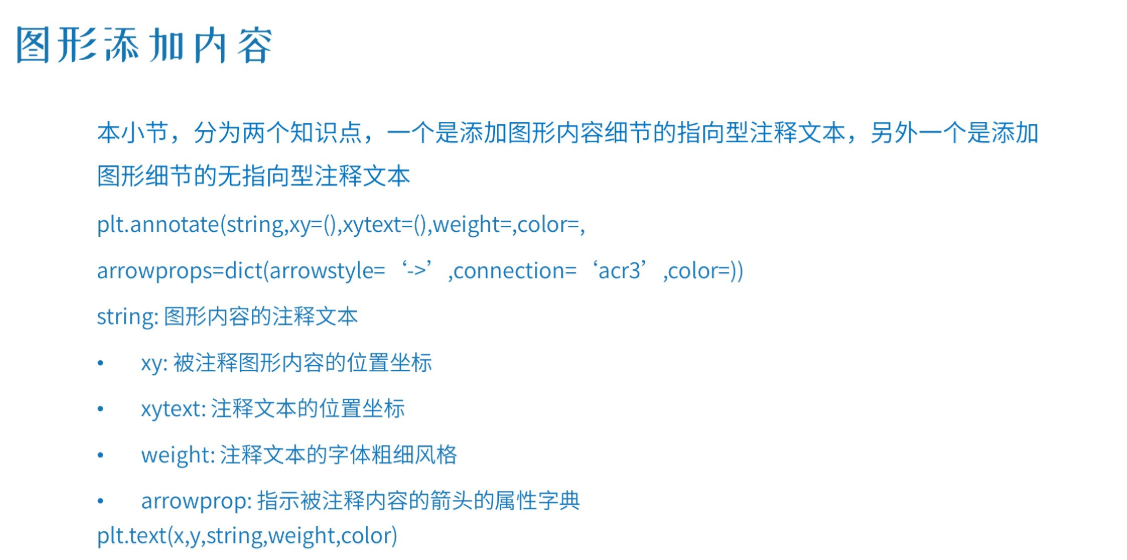 图形添加内容
本小节，分为两个知识点，一个是添加图形内容细节的指向型注释文本，另外一个是添加
图形细节的无指向型注释文本
plt.annotate(string,xy=(),xytext=(),weight=,color=,
arrowprops=dict(arrowstyle=‘->’,connection=‘acr3’,color=))
string: 图形内容的注释文本
• xy: 被注释图形内容的位置坐标
• xytext: 注释文本的位置坐标
• weight: 注释文本的字体粗细风格
• arrowprop: 指示被注释内容的箭头的属性字典
plt.text(x,y,string,weight,color)